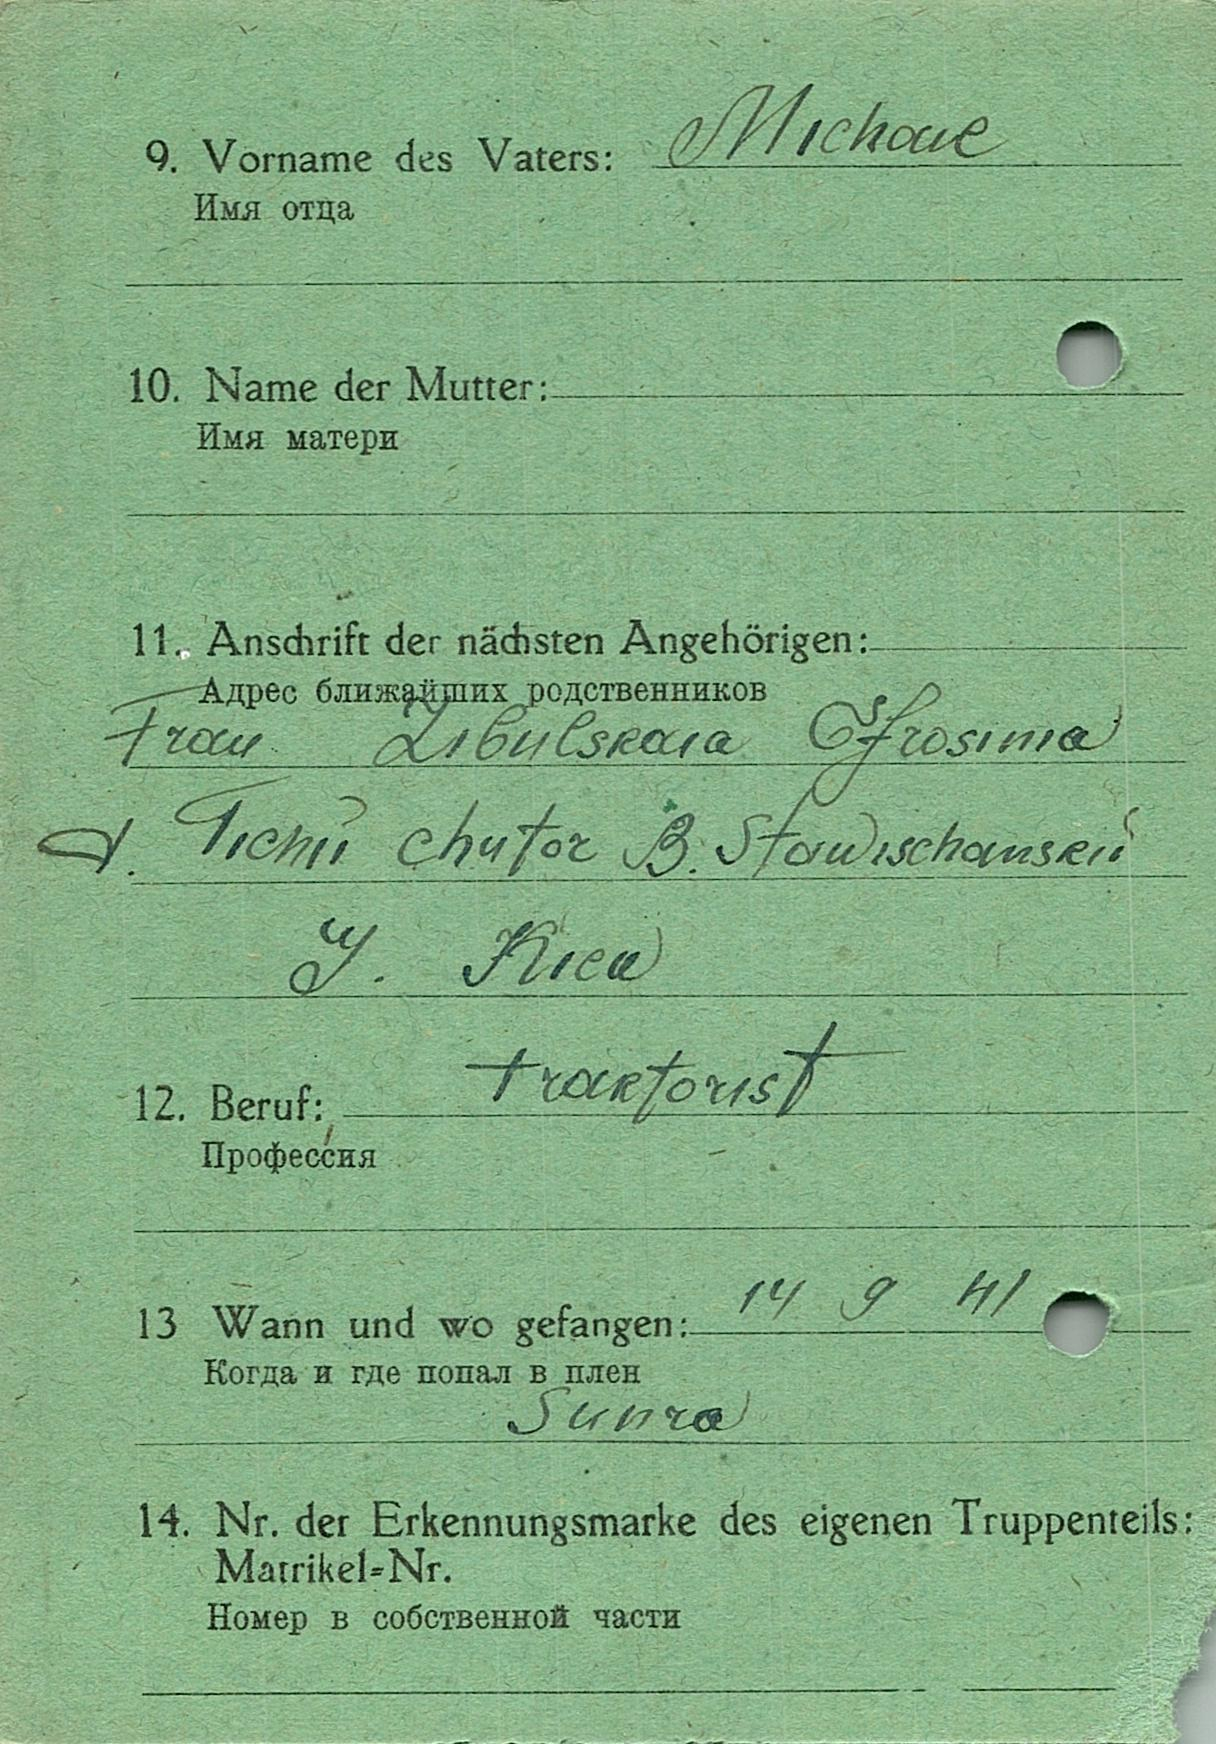 9. Vorname des Vaters: Michael
Имя отца
10. Name der Mutter:
Имя матери
11. Anschrift der nächsten Angehörigen:
Адрес ближайших родственников
Frau Zibulskaia Efrosinia
d. Tichii chutor B. Stawischanskii
Kiew
12. Beruf: traktorist
Профессия
13 Wann und wo gefangen: 14 9 41
Когда и где попал в плен
14. Nr. der Erkennungsmarke des eigenen Truppenteils:
Matrikel-Nr.
Номер в собственной части